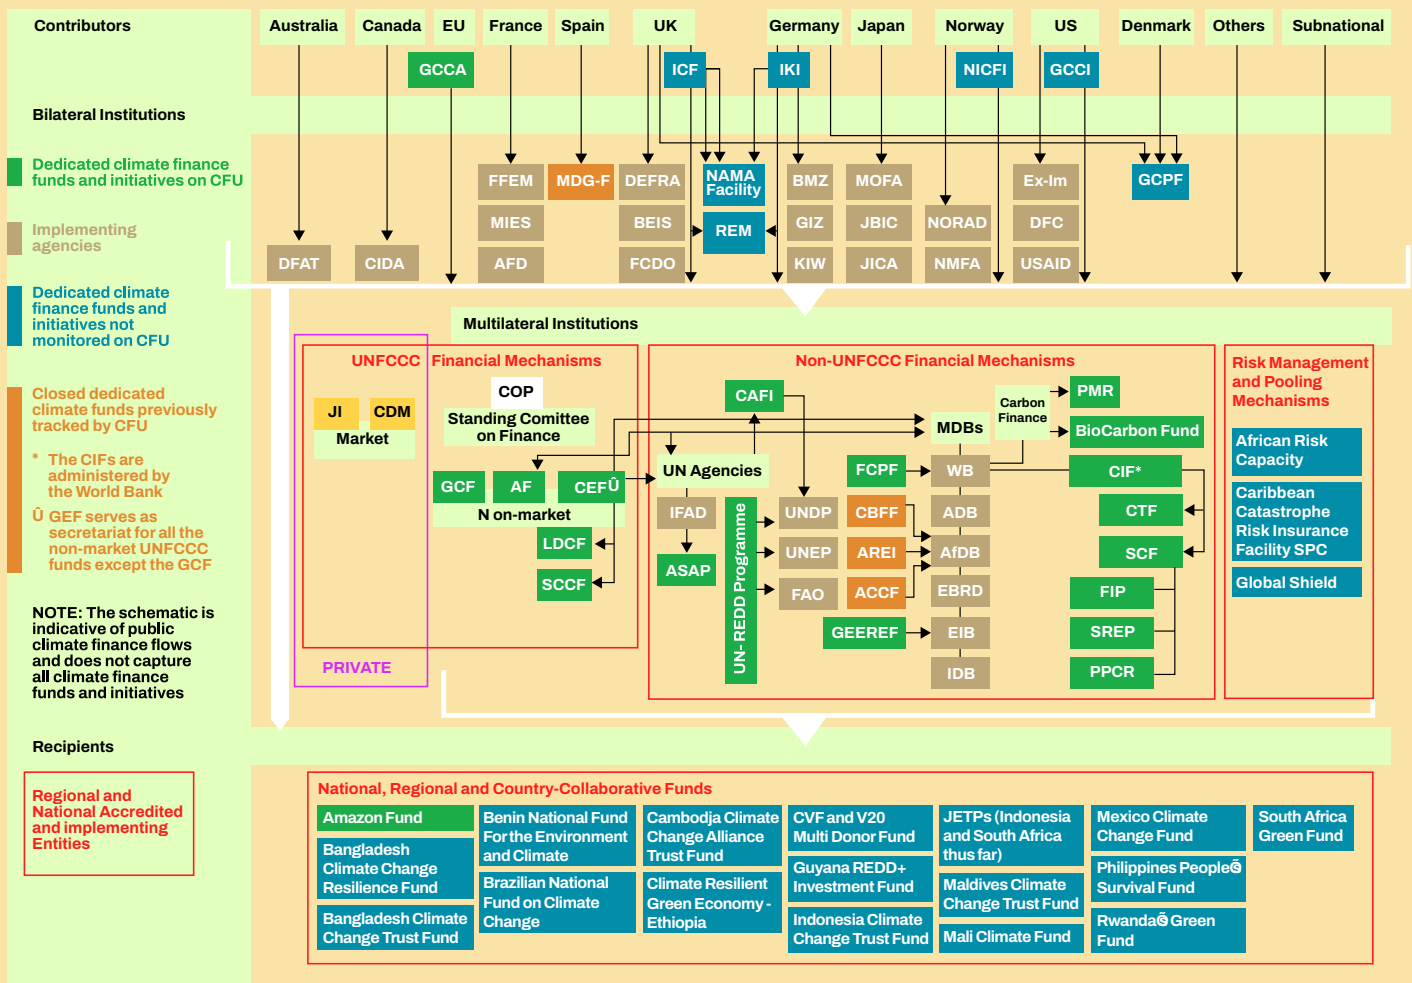 Contributors
Australia
Canada
EU
France
Spain
UK
Germany
Japan
Norway
US
Denmark
Others
Subnational
GCCA
ICF
IKI
NICFI
GCCI
Bilateral Institutions
Dedicated climate finance
funds and initiatives on CFU
Implementing
agencies
Dedicated climate
finance funds and
initiatives not
monitored on CFU
Closed dedicated
climate funds previously
tracked by CFU
* The CIFs are
administered by
the World Bank
Û GEF serves as
secretariat for all the
non-market UNFCCC
funds except the GCF
NOTE: The schematic is
indicative of public
climate finance flows
and does not capture
all climate finance
funds and initiatives
FFEM
MDG-F
DEFRA
NAMA
Facility
BMZ
MOFA
Ex-Im
GCPF
MIES
BEIS
REM
GIZ
JBIC
NORAD
DFC
DFAT
CIDA
AFD
FCDO
KIW
JICA
NMFA
USAID
Multilateral Institutions
UNFCCC Financial Mechanisms
COP
JI
CDM
Market
Standing Comittee
on Finance
GCF
AF
CEFÛ
N on-market
LDCF
SCCF
PRIVATE
Non-UNFCCC Financial Mechanisms
CAFI
UN Agencies
IFAD
ASAP
UN- REDD Programme
UNDP
UNEP
FAO
FCPF
CBFF
AREI
ACCF
GEEREF
MDBs
WB
ADB
AfDB
EBRD
EIB
IDB
Carbon
Finance
PMR
BioCarbon Fund
CIF*
CTF
SCF
FIP
SREP
PPCR
Risk Management
and Pooling
Mechanisms
African Risk
Capacity
Caribbean
Catastrophe
Risk Insurance
Facility SPC
Global Shield
Recipients
Regional and
National Accredited
and implementing
Entities
National, Regional and Country-Collaborative Funds
Amazon Fund
Bangladesh
Climate Change
Resilience Fund
Bangladesh Climate
Change Trust Fund
Benin National Fund
For the Environment
and Climate
Brazilian National
Fund on Climate
Change
Cambodja Climate
Change Alliance
Trust Fund
Climate Resilient
Green Economy -
Ethiopia
CVF and V20
Multi Donor Fund
Guyana REDD+
Investment Fund
Indonesia Climate
Change Trust Fund
JETPs (Indonesia
and South Africa
thus far)
Maldives Climate
Change Trust Fund
Mali Climate Fund
Mexico Climate
Change Fund
Philippines
Survival Fund
Green
Fund
South Africa
Green Fund